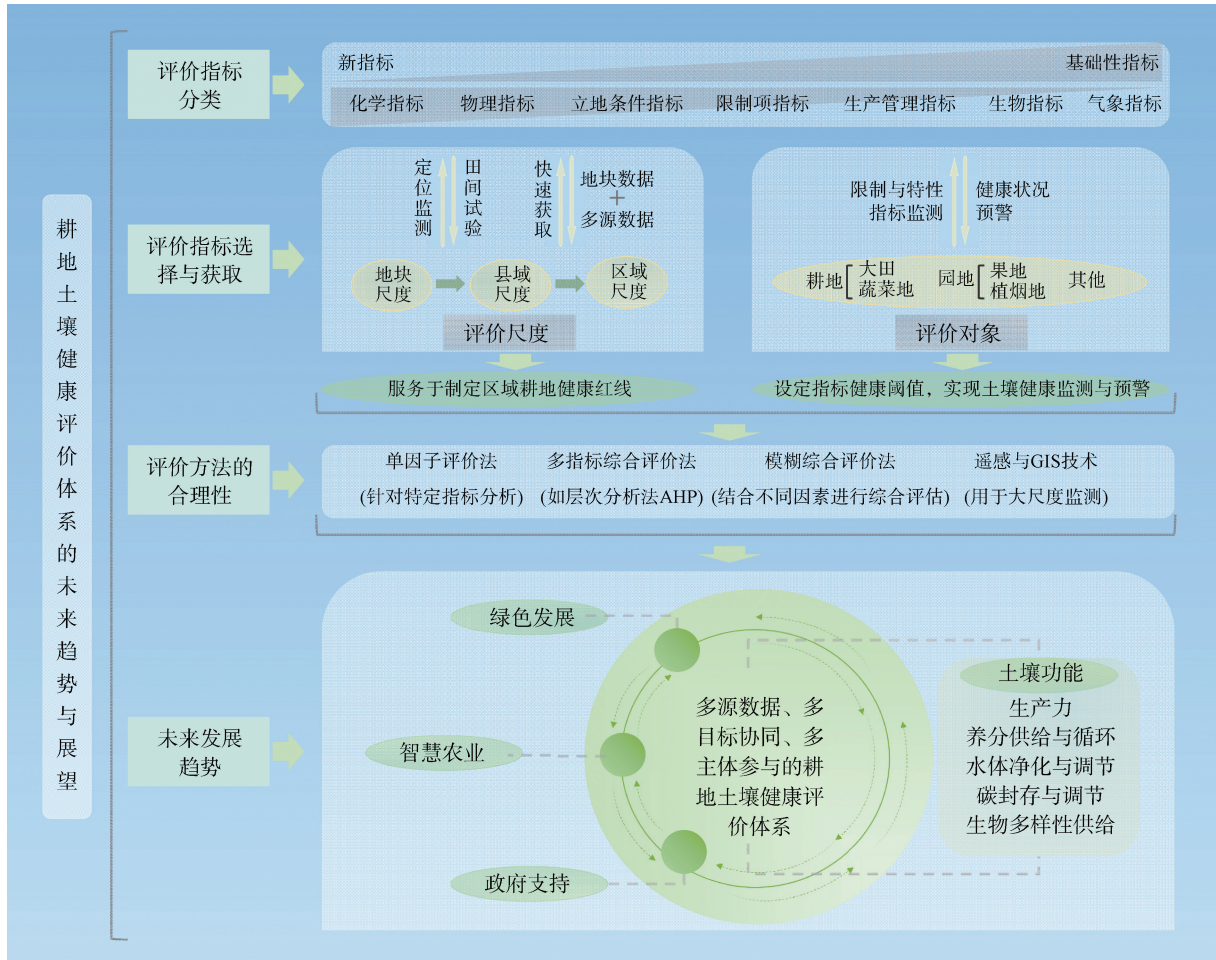 耕地土壤健康评价体系的未来趋势与展望
评价指标
分类
新指标
基础性指标
化学指标 物理指标 立地条件指标 限制项指标 生产管理指标 生物指标 气象指标
评价指标选
择与获取
定位监测
田间试验
快速获取
地块数据
+
多源数据
地块
尺度
县域
尺度
区域
尺度
评价尺度
限制与特性
指标监测
健康状况
预警
耕地
大田
蔬菜地
园地
果地
植烟地
其他
评价对象
服务于制定区域耕地健康红线
设定指标健康阈值，实现土壤健康监测与预警
评价方法的
合理性
单因子评价法 多指标综合评价法 模糊综合评价法 遥感与GIS技术
(针对特定指标分析) (如层次分析法AHP) (结合不同因素进行综合评估) (用于大尺度监测)
未来发展
趋势
绿色发展
智慧农业
政府支持
多源数据、多
目标协同、多
主体参与的耕
地土壤健康评
价体系
土壤功能
生产力
养分供给与循环
水体净化与调节
碳封存与调节
生物多样性供给